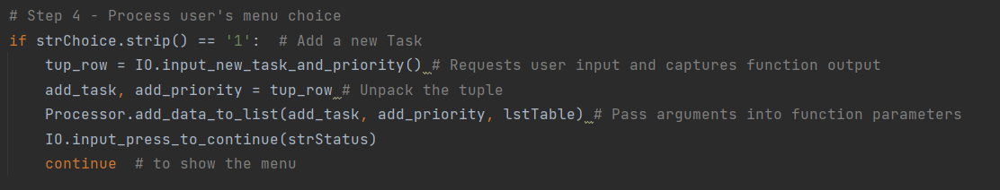 # Step 4 - Process user's menu choice
if strChoice.strip() == '1':  # Add a new Task
    tup_row = IO.input_new_task_and_priority() # Requests user input and captures function output
    add_task, add_priority = tup_row # Unpack the tuple
    Processor.add_data_to_list(add_task, add_priority, lstTable) # Pass arguments into function parameters
    IO.input_press_to_continue(strStatus)
    continue  # to show the menu